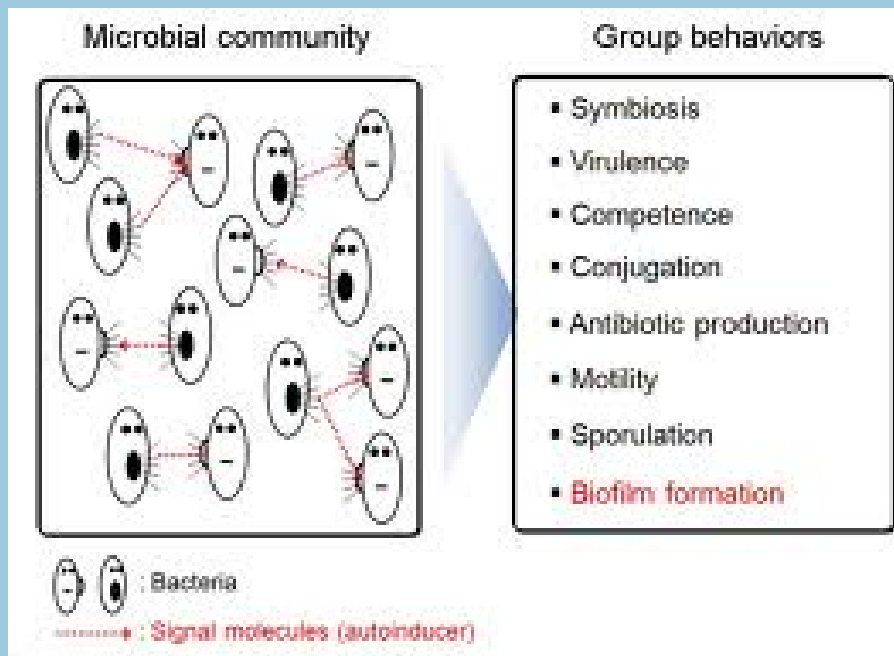 Microbial community
Group behaviors
▪ Symbiosis
▪ Virulence
▪ Competence
▪ Conjugation
▪ Antibiotic production
▪ Motility
▪ Sporulation
▪ Biofilm formation
: Bacteria
: Signal molecules (autoinducer)